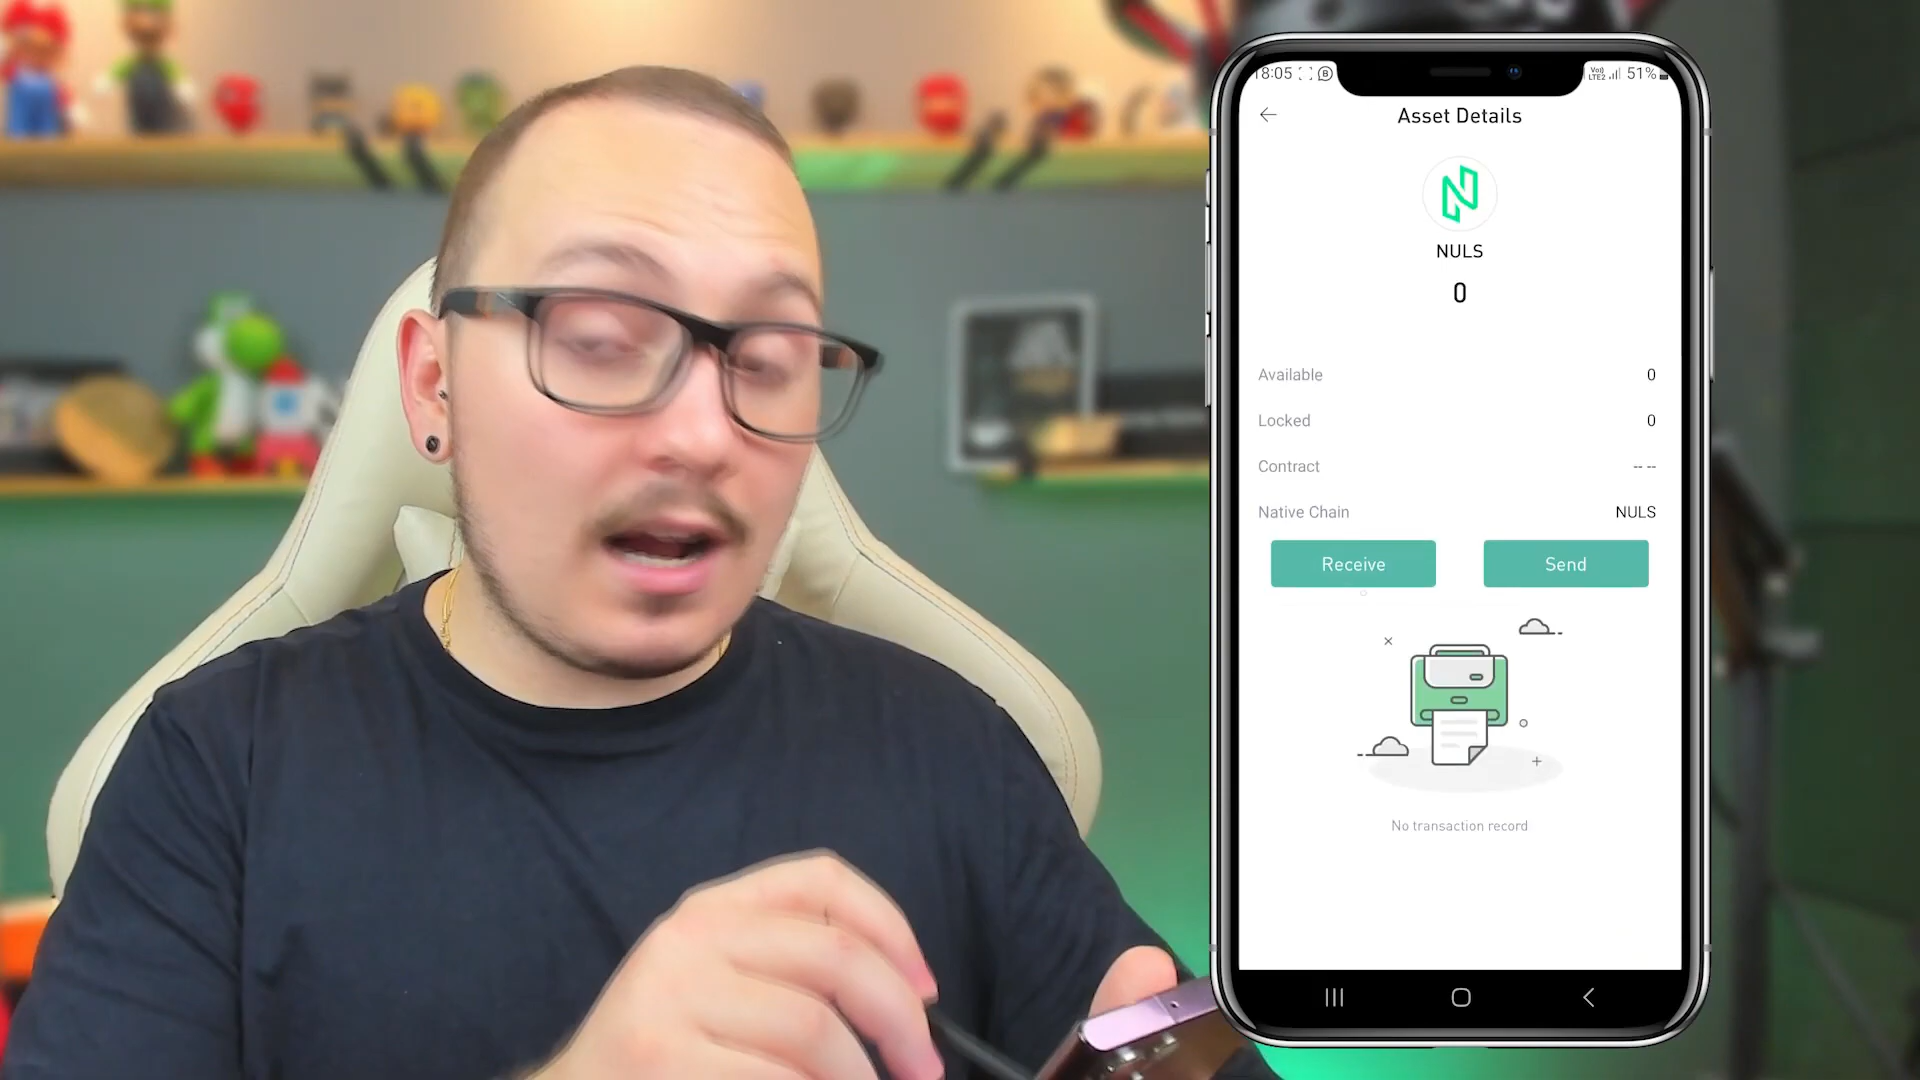 18:05
51%
Asset Details
NULS
0
Available 0
Locked 0
Contract -- --
Native Chain NULS
Receive Send
No transaction record